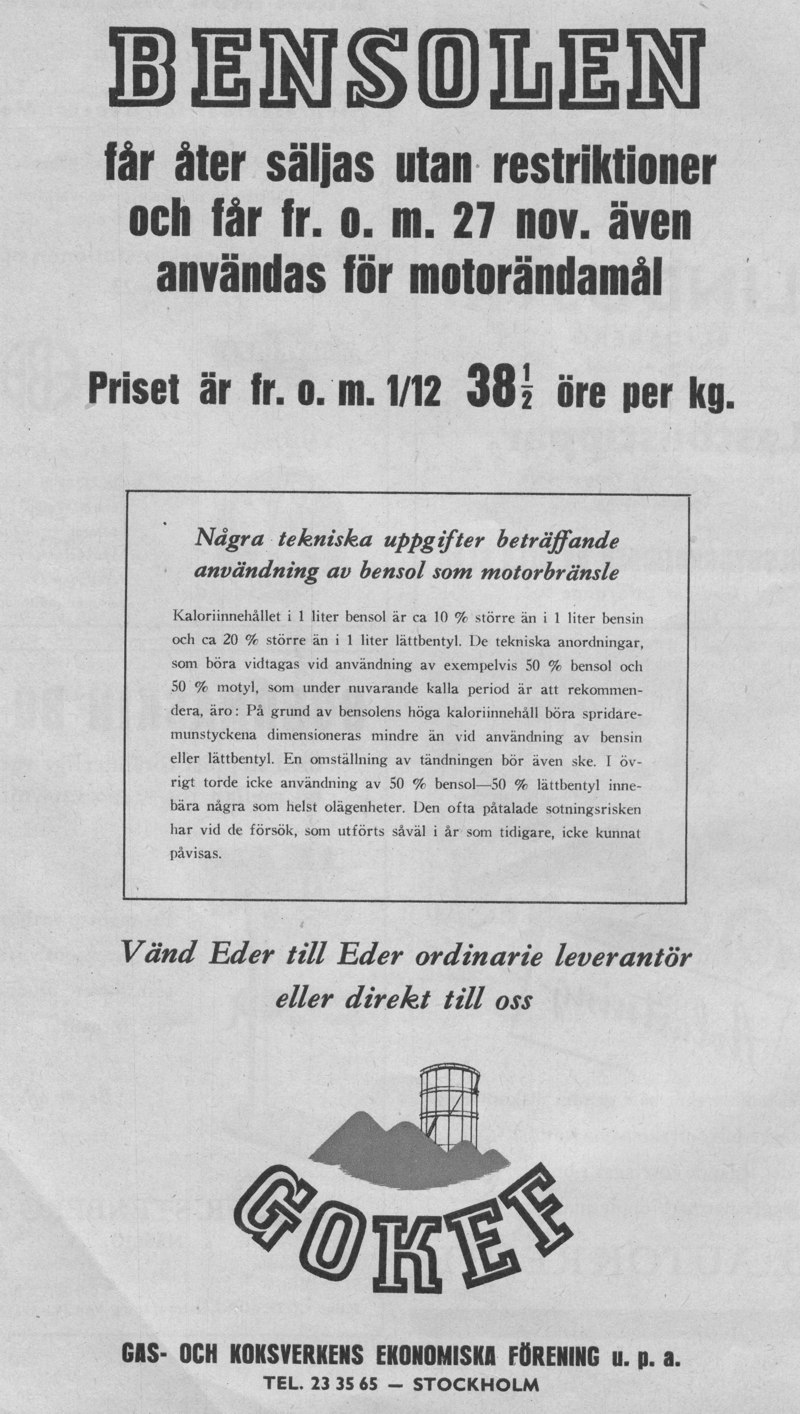 BENSOLEN
får åter säljas utan restriktioner
och får fr. o. m. 27 nov. även
användas för motorändamål
Priset är fr. o. m. 1/12 38½ öre per kg.
Några tekniska uppgifter beträffande
användning av bensol som motorbränsle
Kaloriinnehållet i 1 liter bensol är ca 10 % större än i 1 liter bensin
och ca 20 % större än i 1 liter lättbentyl. De tekniska anordningar,
som böra vidtagas vid användning av exempelvis 50 % bensol och
50 % motyl, som under nuvarande kalla period är att rekommen-
dera, äro: På grund av bensolens höga kaloriinnehåll böra spridare-
munstyckena dimensioneras mindre än vid användning av bensin
eller lättbentyl. En omställning av tändningen bör även ske. I öv-
rigt torde icke användning av 50 % bensol—50 % lättbentyl inne-
bära några som helst olägenheter. Den ofta påtalade sotningsrisken
har vid de försök, som utförts såväl i år som tidigare, icke kunnat
påvisas.
Vänd Eder till Eder ordinarie leverantör
eller direkt till oss
GOKEF
GAS- OCH KOKSVERKENS EKONOMISKA FÖRENING u. p. a.
TEL. 23 35 65 — STOCKHOLM